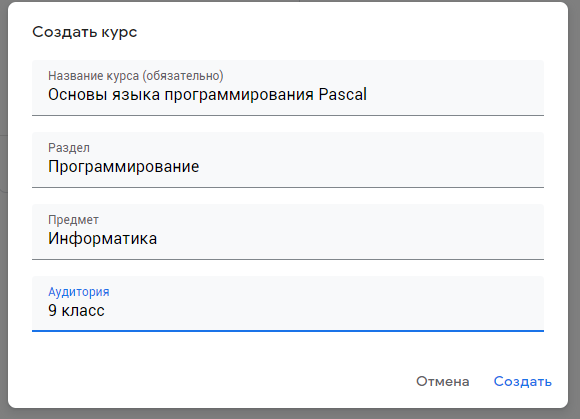 Создать курс
Название курса (обязательно)
Основы языка программирования Pascal
Раздел
Программирование
Предмет
Информатика
Аудитория
9 класс
Отмена Создать